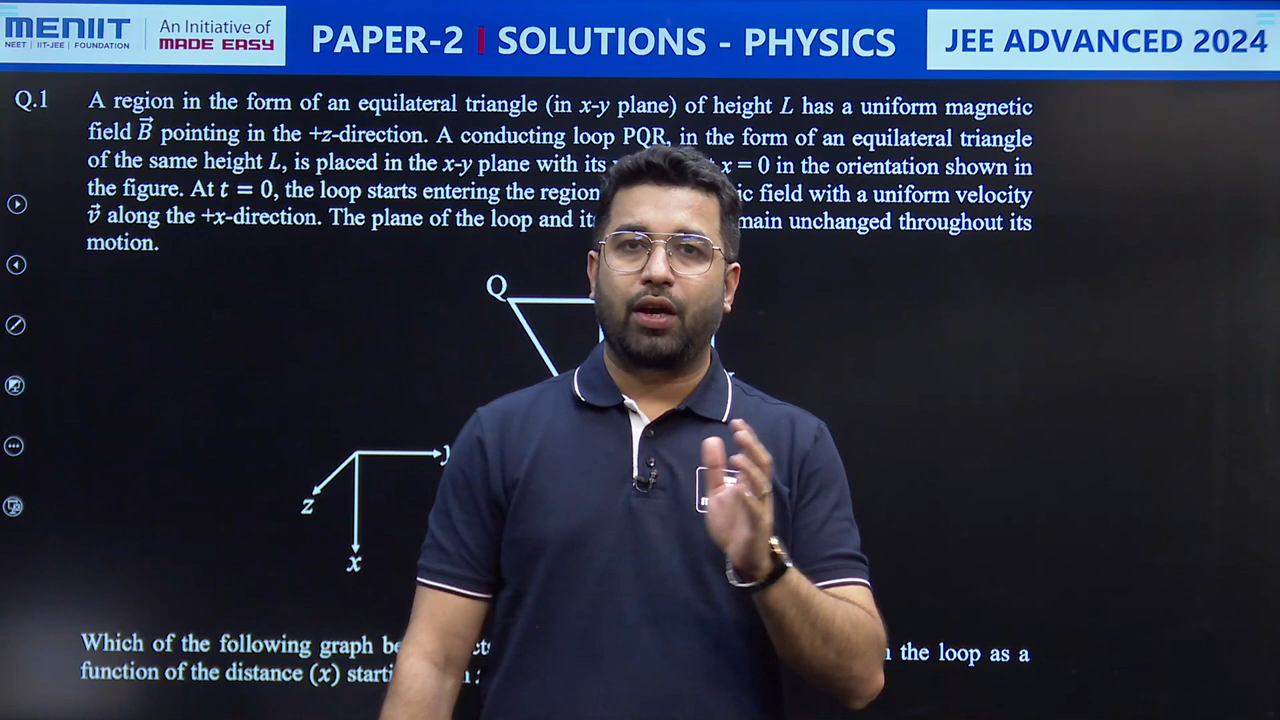 MENIIT
NEET | IIT-JEE | FOUNDATION
An Initiative of
MADE EASY
PAPER-2 | SOLUTIONS - PHYSICS
JEE ADVANCED 2024
Q.1 A region in the form of an equilateral triangle (in x-y plane) of height L has a uniform magnetic
field B⃗ pointing in the +z-direction. A conducting loop PQR, in the form of an equilateral triangle
of the same height L, is placed in the x-y plane with its x = 0 in the orientation shown in
the figure. At t = 0, the loop starts entering the region field with a uniform velocity
v⃗ along the +x-direction. The plane of the loop and unchanged throughout its
motion.
Q
z
x
Which of the following graph the loop as a
function of the distance (x)